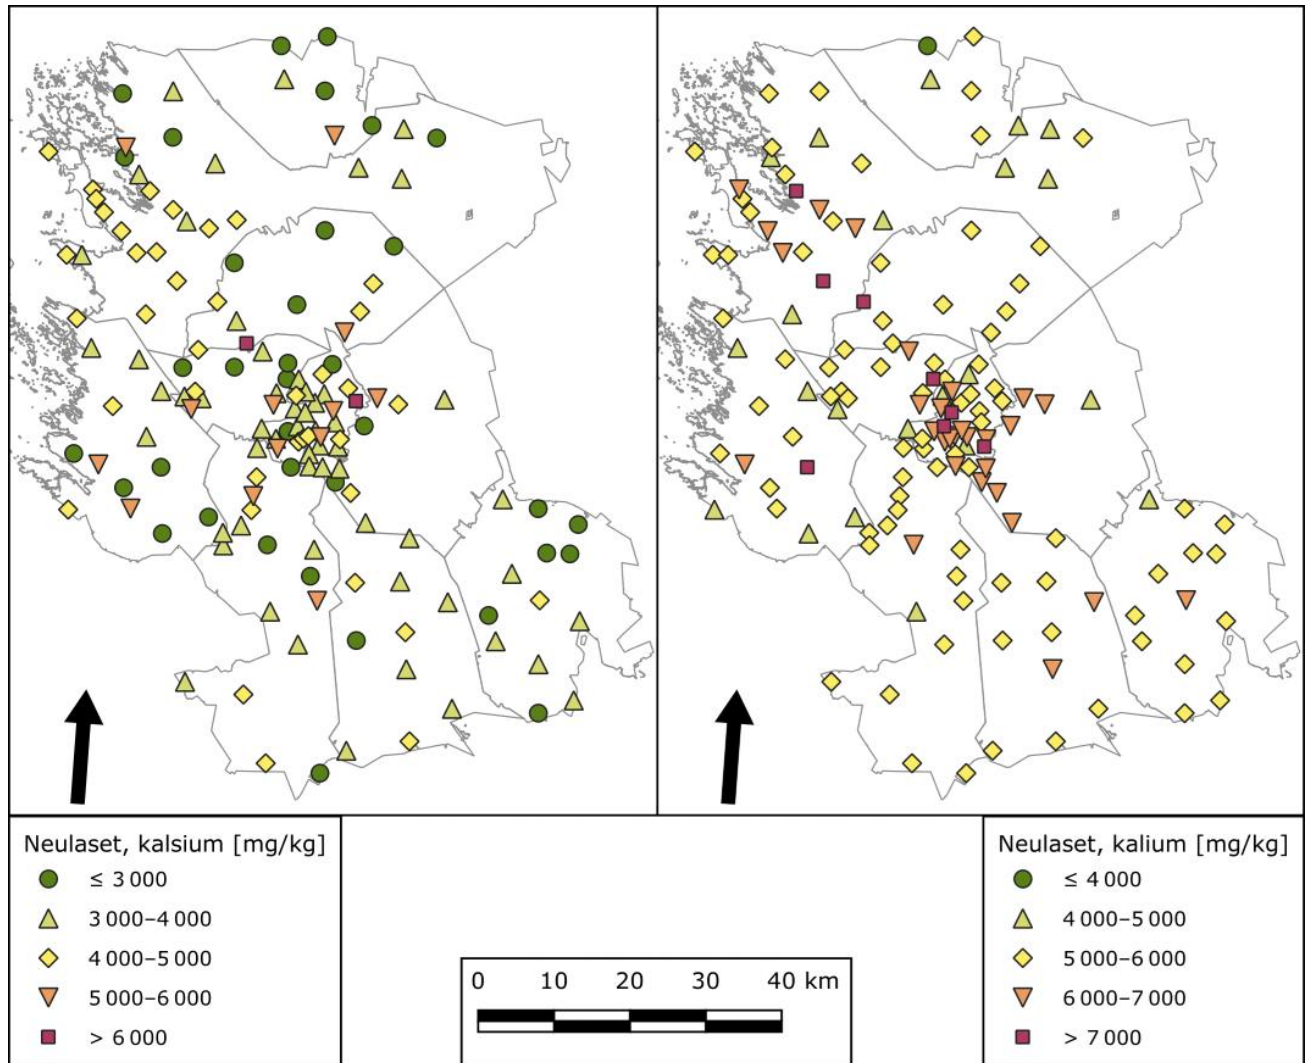 Neulaset, kalsium [mg/kg]
≤ 3 000
3 000–4 000
4 000–5 000
5 000–6 000
> 6 000
0 10 20 30 40 km
Neulaset, kalium [mg/kg]
≤ 4 000
4 000–5 000
5 000–6 000
6 000–7 000
> 7 000